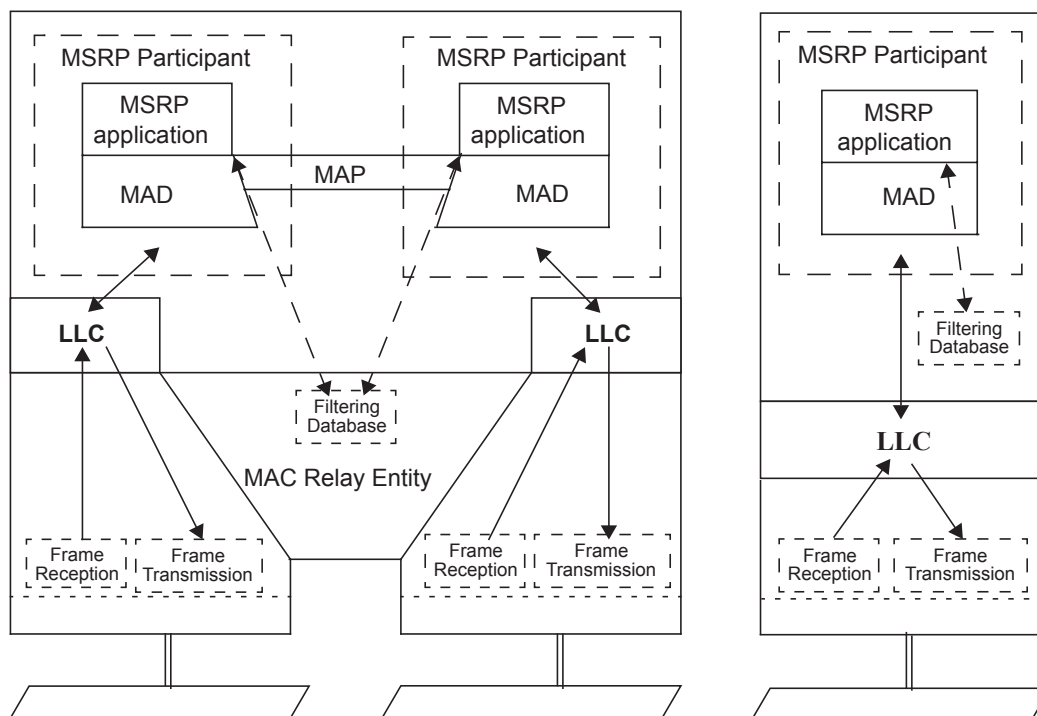 MSRP Participant
MSRP
application
MAD
MAP
MSRP Participant
MSRP
application
MAD
LLC
LLC
Filtering
Database
MAC Relay Entity
Frame
Reception
Frame
Transmission
Frame
Reception
Frame
Transmission
MSRP Participant
MSRP
application
MAD
Filtering
Database
LLC
Frame
Reception
Frame
Transmission